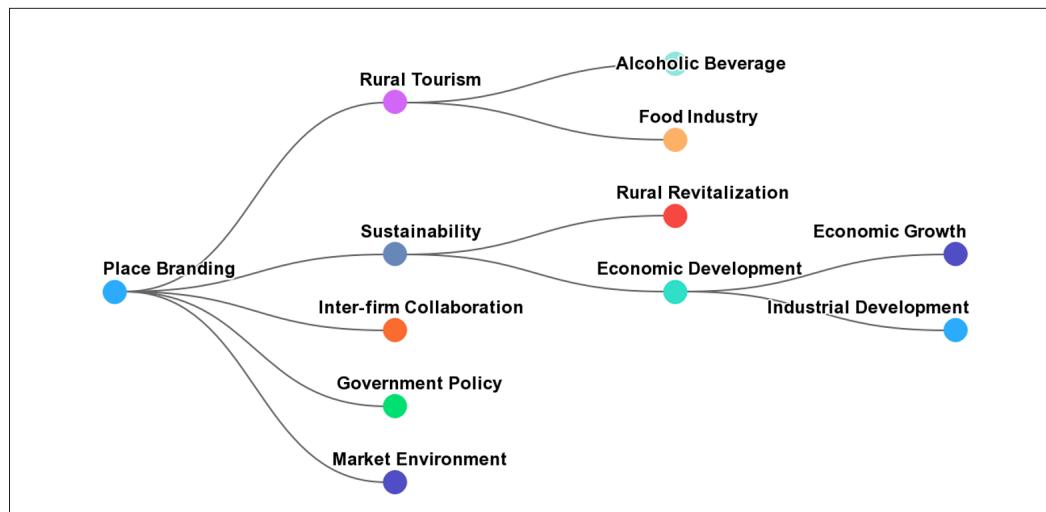 Alcoholic Beverage
Rural Tourism
Food Industry
Rural Revitalization
Sustainability
Economic Growth
Place Branding
Economic Development
Inter-firm Collaboration
Industrial Development
Government Policy
Market Environment